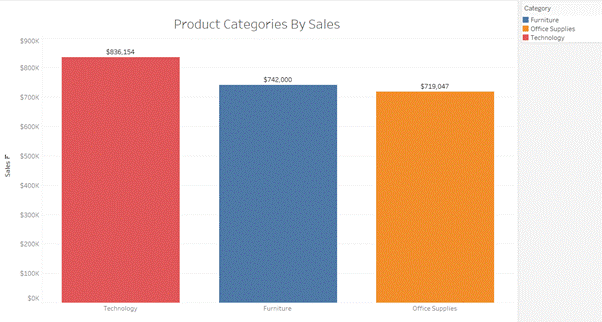 Product Categories By Sales
Category
Furniture
Office Supplies
Technology
$900K
$800K
$700K
$600K
$500K
$400K
$300K
$200K
$100K
$0K
Sales
$836,154
$742,000
$719,047
Technology
Furniture
Office Supplies